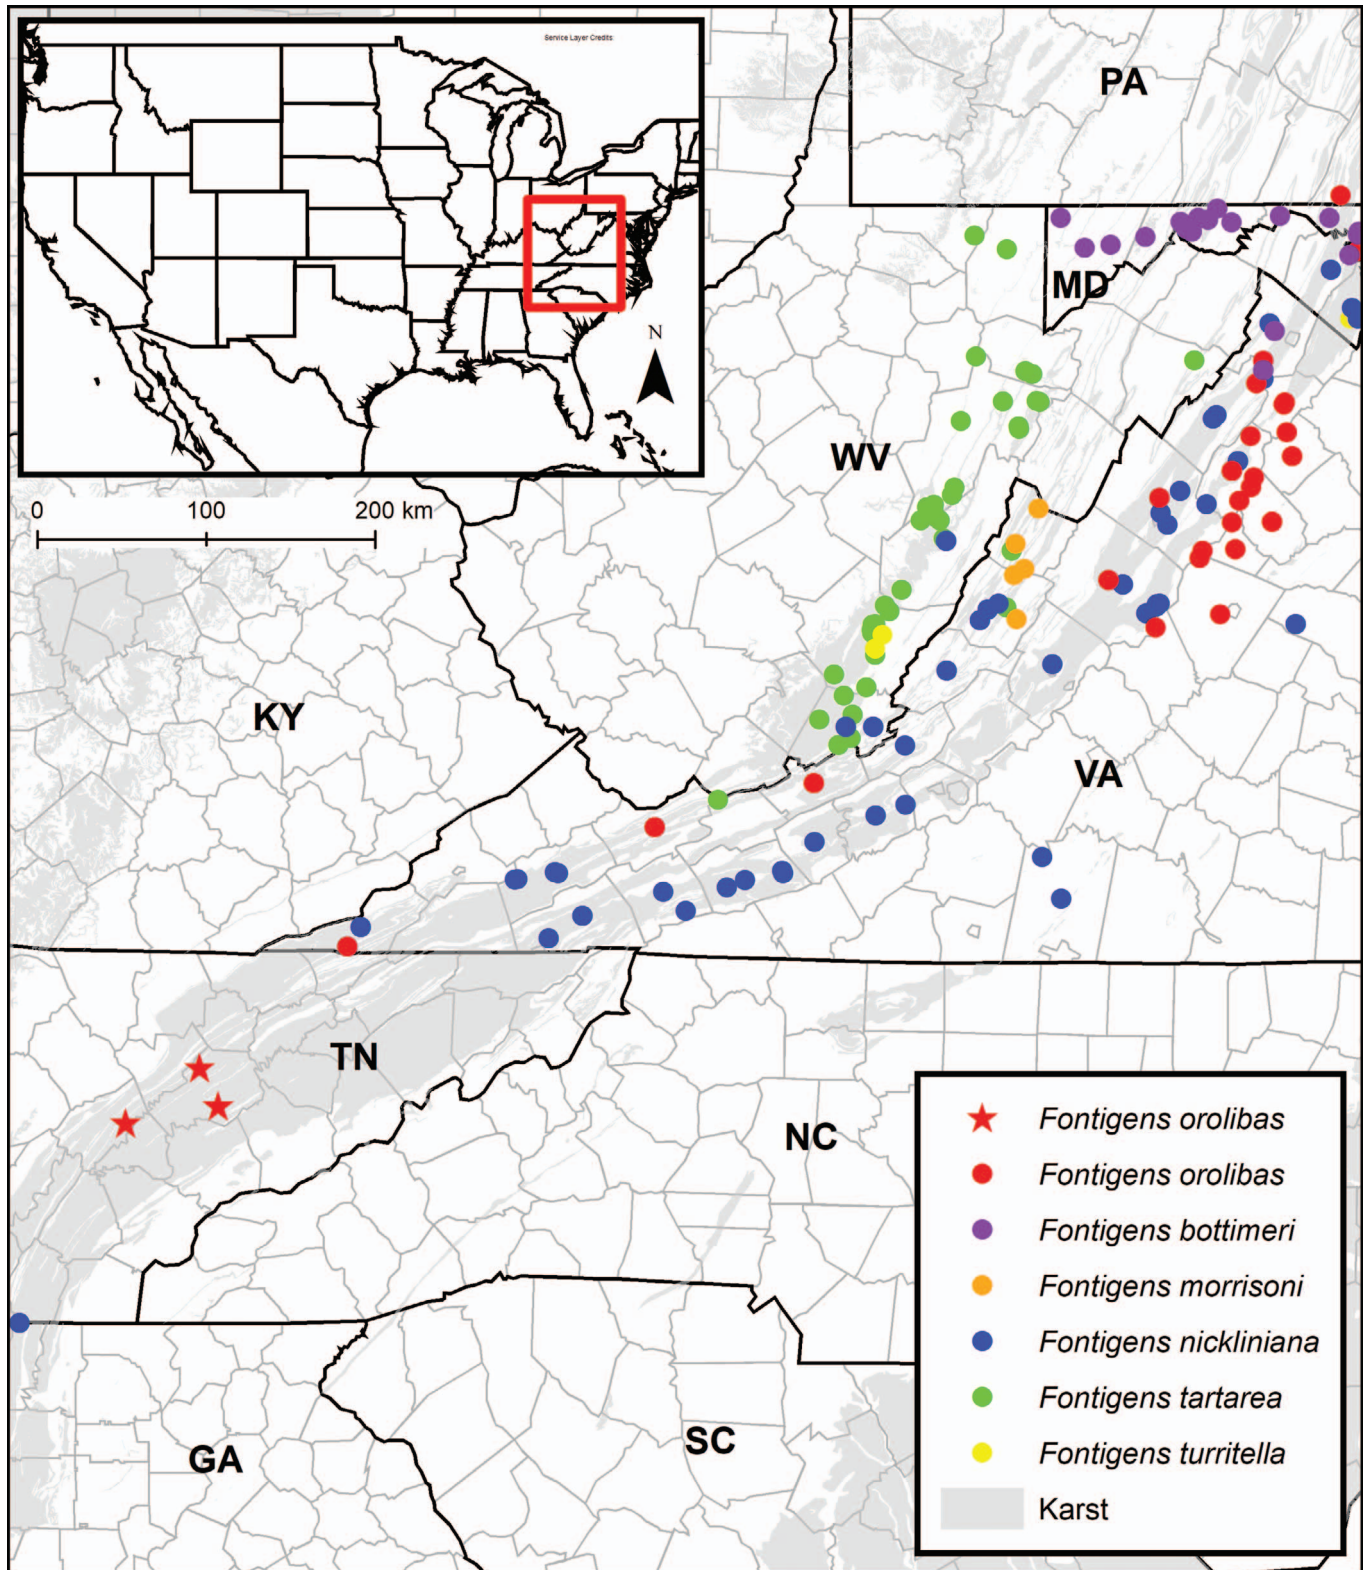 Service Layer Credits:
N
0 100 200 km
PA
MD
WV
KY
VA
TN
NC
SC
GA
Fontigens orolibas
Fontigens orolibas
Fontigens bottimeri
Fontigens morrisoni
Fontigens nickliniana
Fontigens tartarea
Fontigens turritella
Karst